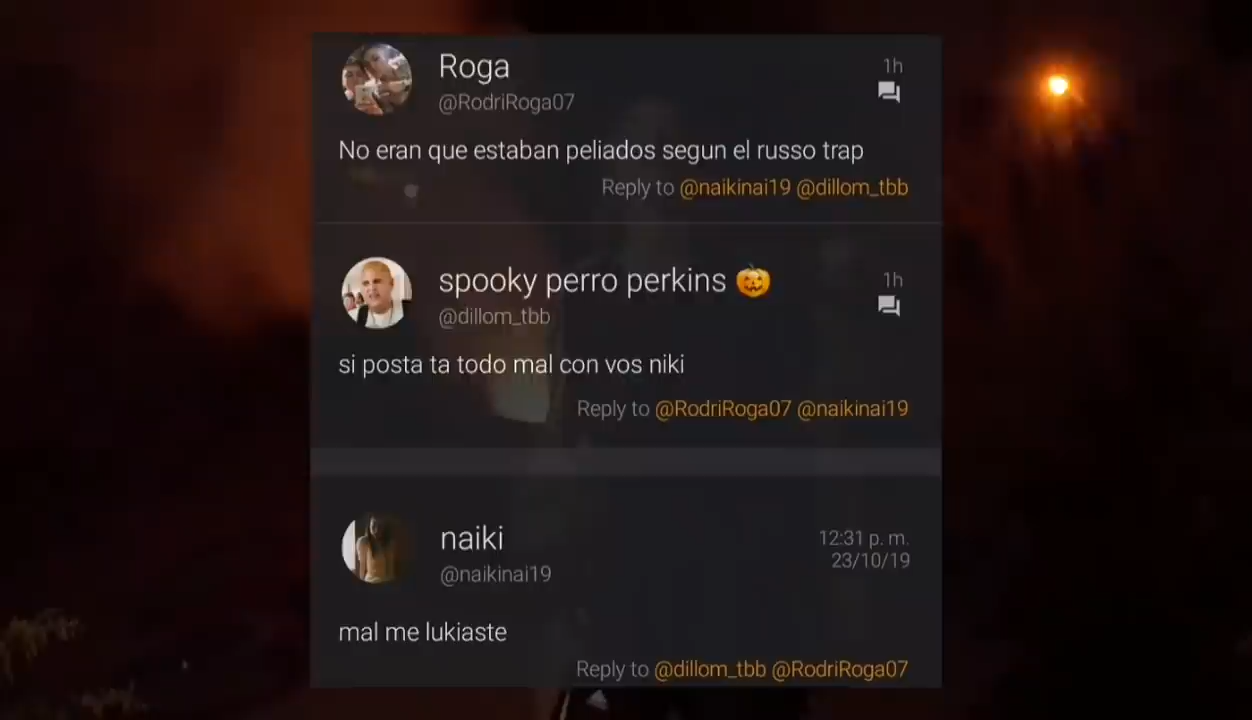 Roga
1h
@RodriRoga07
No eran que estaban peliados segun el russo trap
Reply to @naikinai19 @dillom_tbb
spooky perro perkins 🎃
1h
@dillom_tbb
si posta ta todo mal con vos niki
Reply to @RodriRoga07 @naikinai19
naiki
12:31 p. m.
@naikinai19
23/10/19
mal me lukiaste
Reply to @dillom_tbb @RodriRoga07